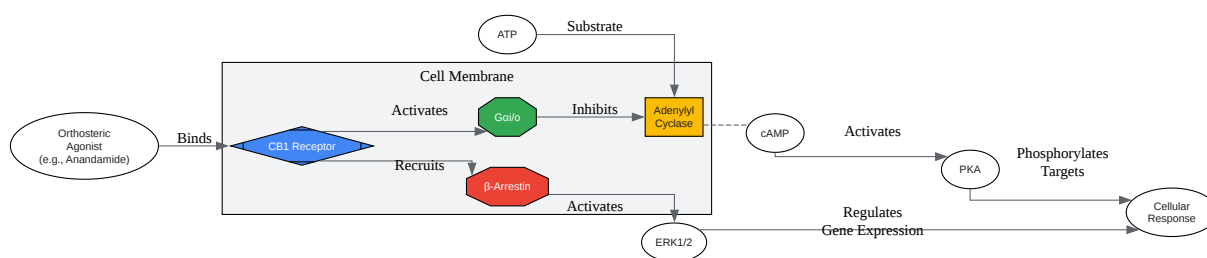 ATP
Substrate
Cell Membrane
Activates
Gαi/o
Inhibits
Adenylyl
Cyclase
Orthosteric
Agonist
(e.g., Anandamide)
Binds
CB1 Receptor
cAMP
Activates
Recruits
β-Arrestin
Activates
PKA
Phosphorylates
Targets
Regulates
Gene Expression
Cellular
Response
ERK1/2